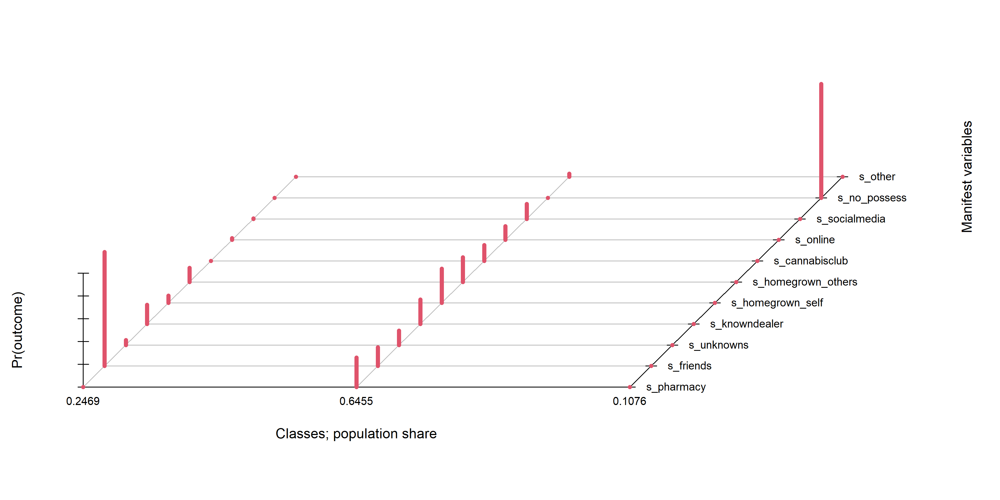 Manifest variables
s_other
s_no_possess
s_socialmedia
s_online
s_cannabisclub
s_homegrown_others
s_homegrown_self
s_knowndealer
s_unknowns
s_friends
s_pharmacy
Pr(outcome)
0.2469 0.6455 0.1076
Classes; population share